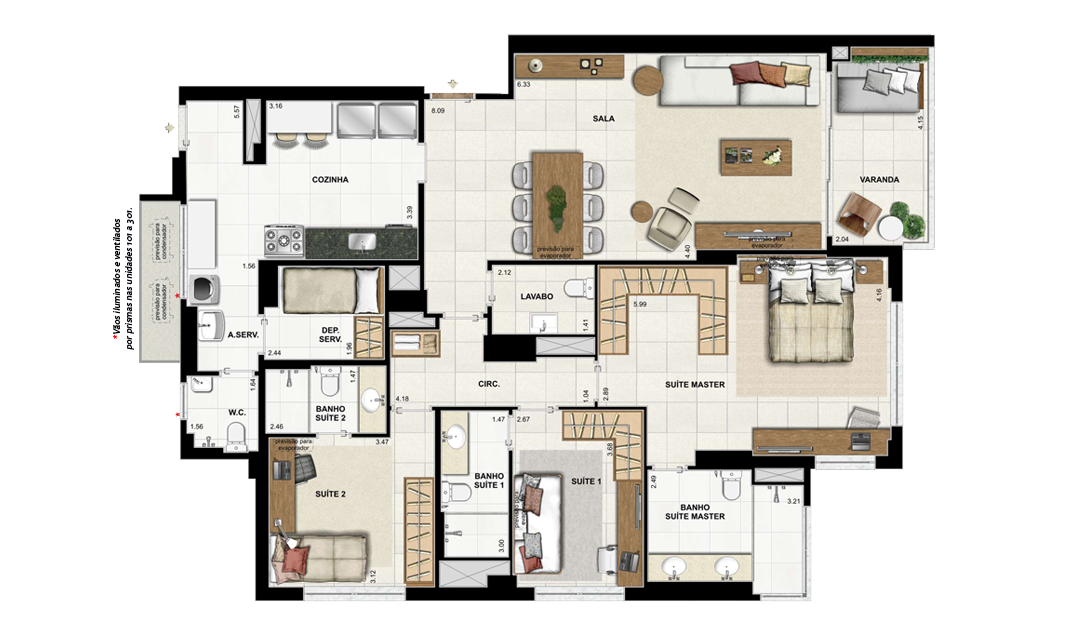 6.33
SALA
8.09
3.16
5.57
COZINHA
3.39
4.15
VARANDA
2.04
4.40
previsão para
evaporador
previsão para
evaporador
previsão para
evaporador
previsão para
condensador
previsão para
condensador
*Vãos iluminados e ventilados
por prismas nas unidades 101 a 301.
*
*
1.56
A.SERV.
DEP.
SERV.
2.44
1.96
2.12
LAVABO
1.41
5.99
4.16
SUÍTE MASTER
CIRC.
4.18
1.04
2.89
1.64
W.C.
1.56
1.47
BANHO
SUÍTE 2
2.46
3.47
previsão para
evaporador
SUÍTE 2
3.12
1.47
BANHO
SUÍTE 1
3.00
2.67
3.68
SUÍTE 1
previsão para
evaporador
2.49
BANHO
SUÍTE MASTER
3.21